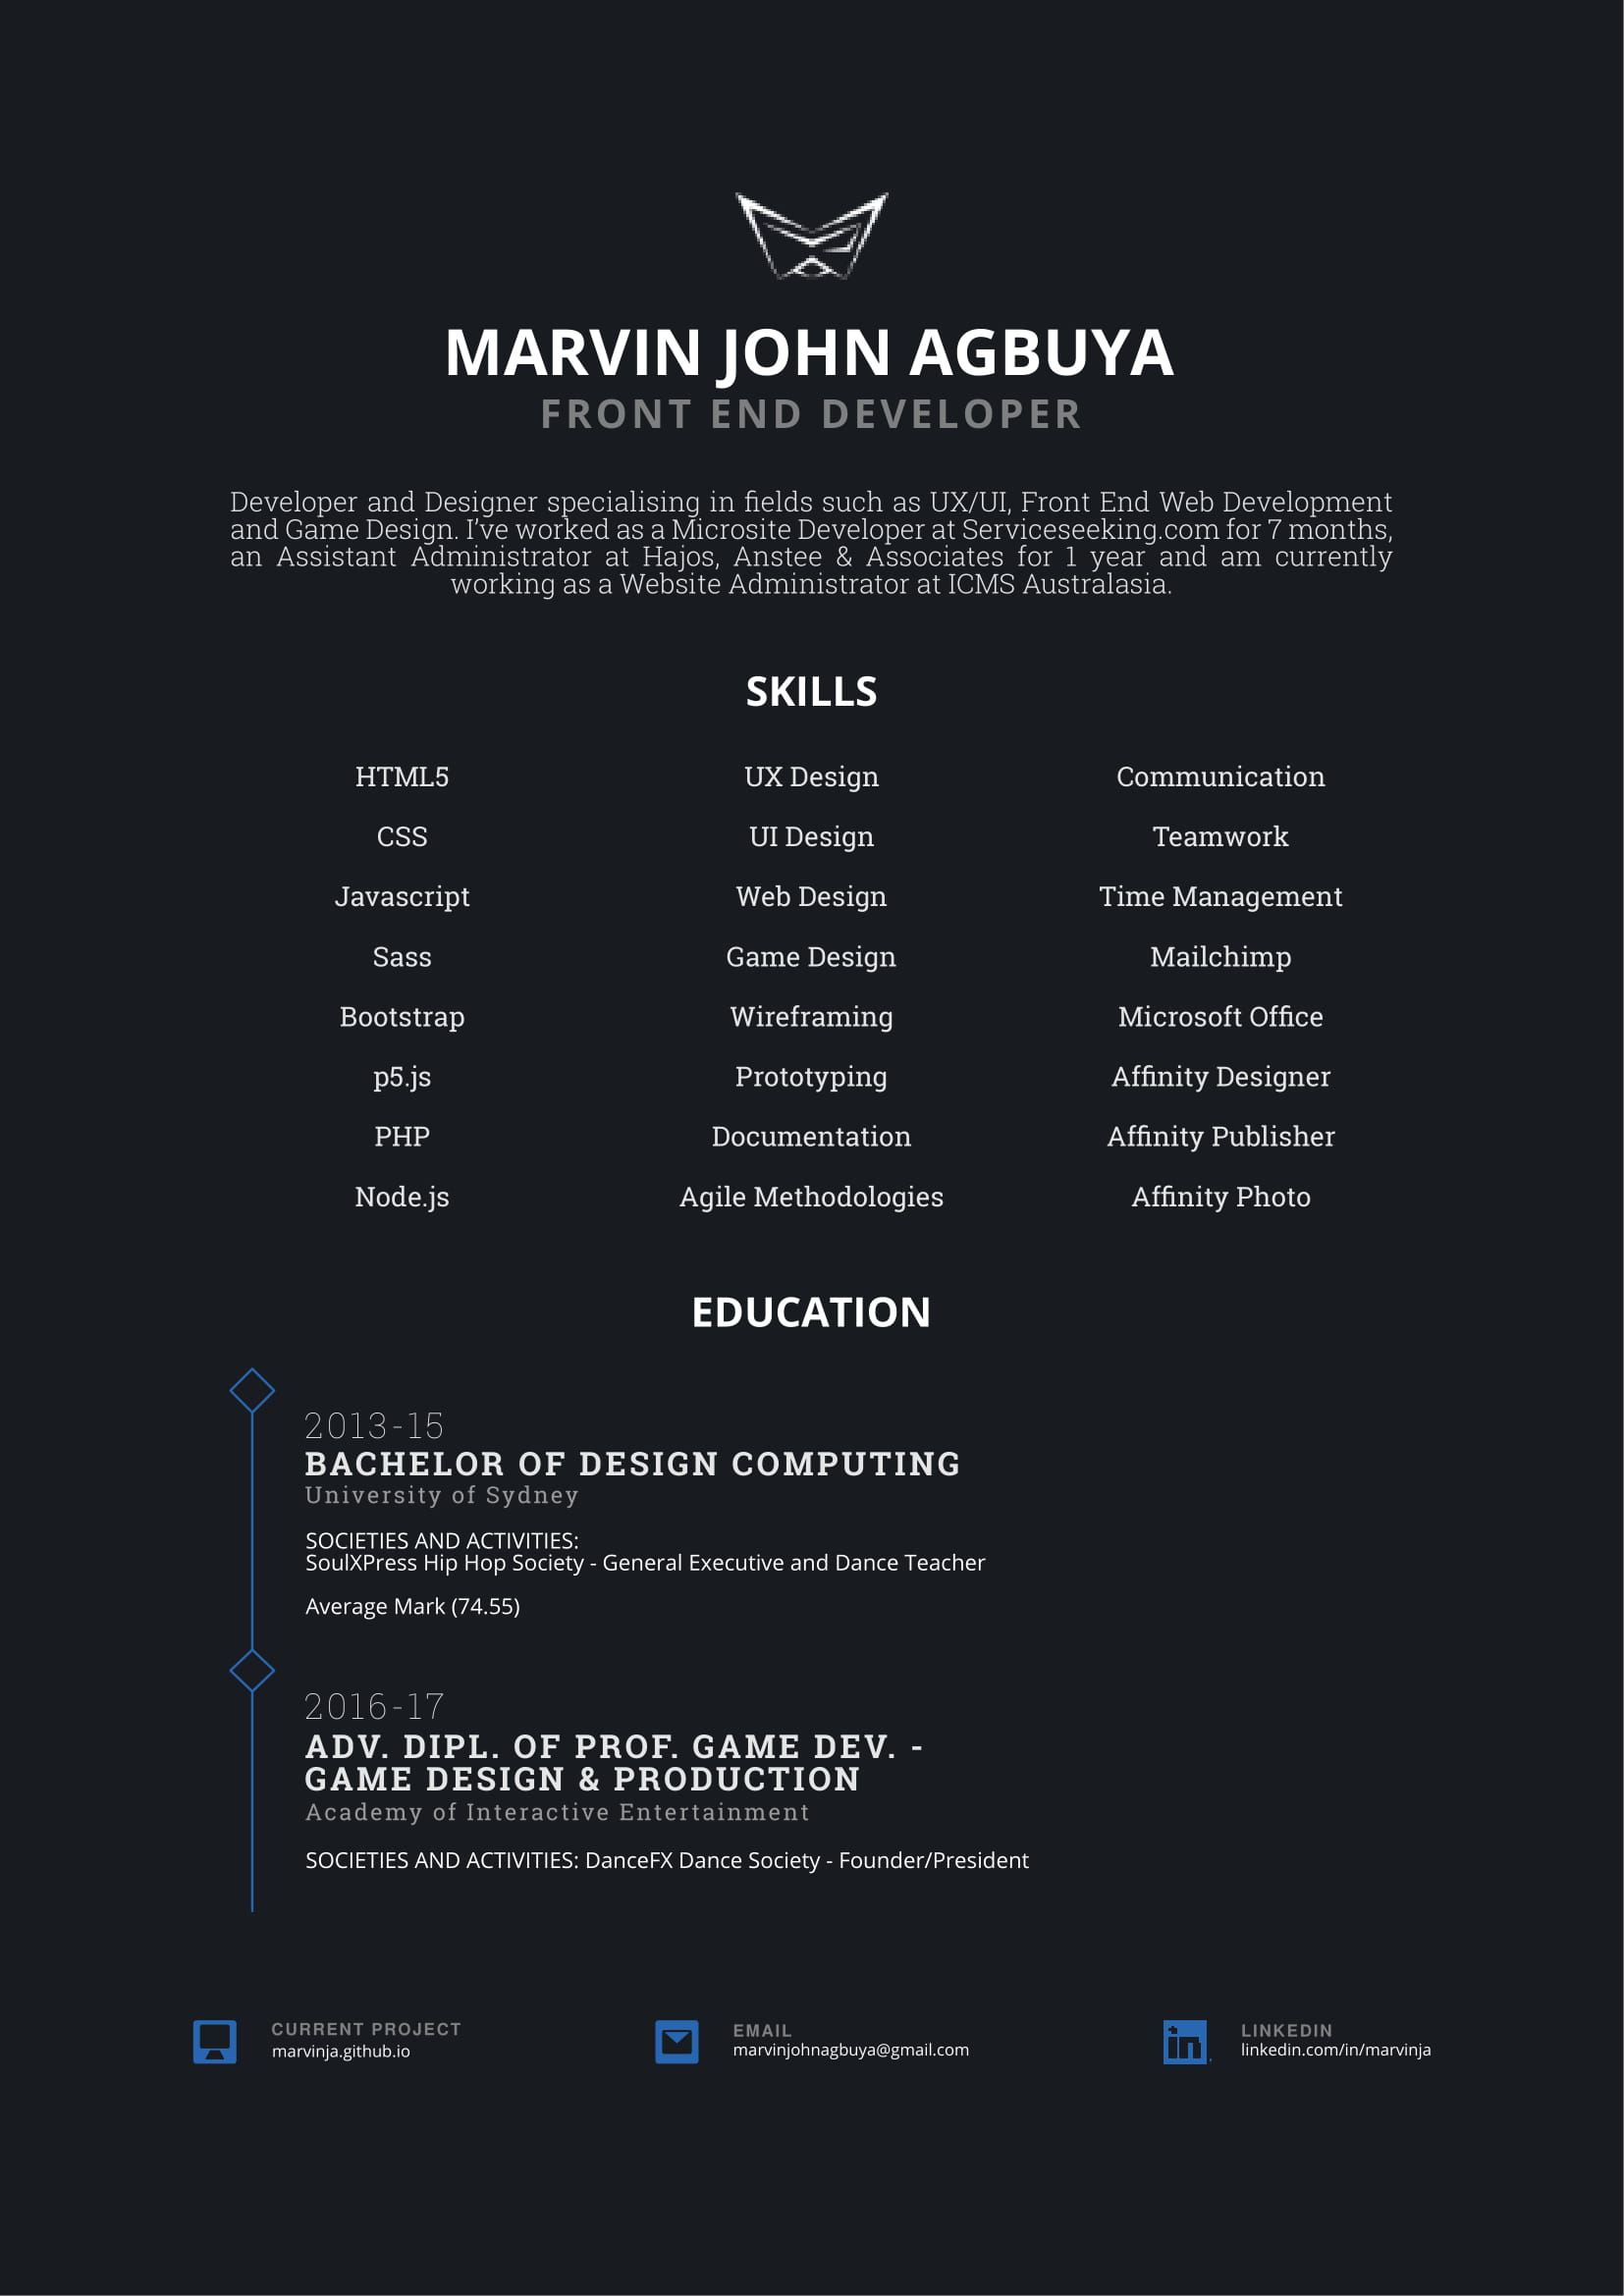 MARVIN JOHN AGBUYA
FRONT END DEVELOPER
Developer and Designer specialising in fields such as UX/UI, Front End Web Development
and Game Design. I’ve worked as a Microsite Developer at Serviceseeking.com for 7 months,
an Assistant Administrator at Hajos, Anstee & Associates for 1 year and am currently
working as a Website Administrator at ICMS Australasia.
SKILLS
HTML5
CSS
Javascript
Sass
Bootstrap
p5.js
PHP
Node.js
UX Design
UI Design
Web Design
Game Design
Wireframing
Prototyping
Documentation
Agile Methodologies
Communication
Teamwork
Time Management
Mailchimp
Microsoft Office
Affinity Designer
Affinity Publisher
Affinity Photo
EDUCATION
2013-15
BACHELOR OF DESIGN COMPUTING
University of Sydney
SOCIETIES AND ACTIVITIES:
SoulXPress Hip Hop Society - General Executive and Dance Teacher
Average Mark (74.55)
2016-17
ADV. DIPL. OF PROF. GAME DEV. -
GAME DESIGN & PRODUCTION
Academy of Interactive Entertainment
SOCIETIES AND ACTIVITIES: DanceFX Dance Society - Founder/President
CURRENT PROJECT
marvinja.github.io
EMAIL
marvinjohnagbuya@gmail.com
in
LINKEDIN
linkedin.com/in/marvinja